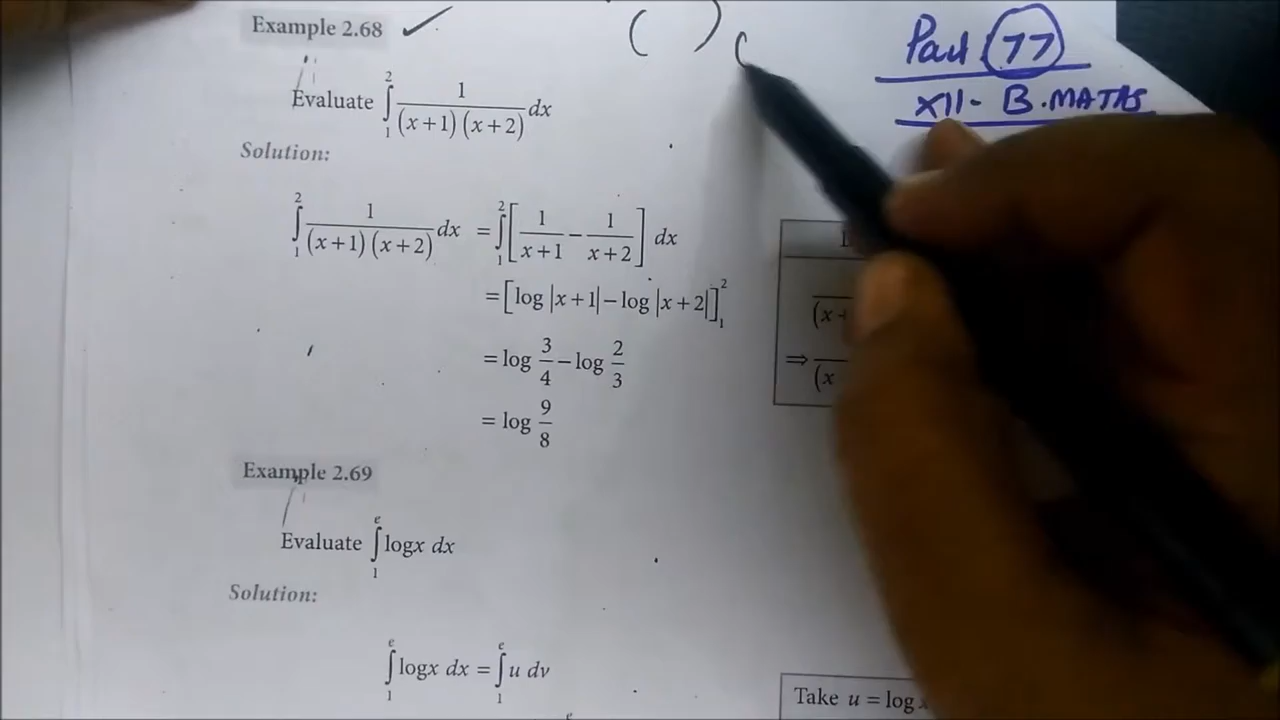 Example 2.68
Part 77
XII - B.MATHS
Evaluate ∫₁² 1/((x+1)(x+2)) dx
Solution:
∫₁² 1/((x+1)(x+2)) dx = ∫₁² [1/(x+1) − 1/(x+2)] dx
= [log|x+1| − log|x+2|]₁²
= log 3/4 − log 2/3
= log 9/8
Example 2.69
Evaluate ∫₁ᵉ logx dx
Solution:
∫₁ᵉ logx dx = ∫₁ᵉ u dv
Take u = log x